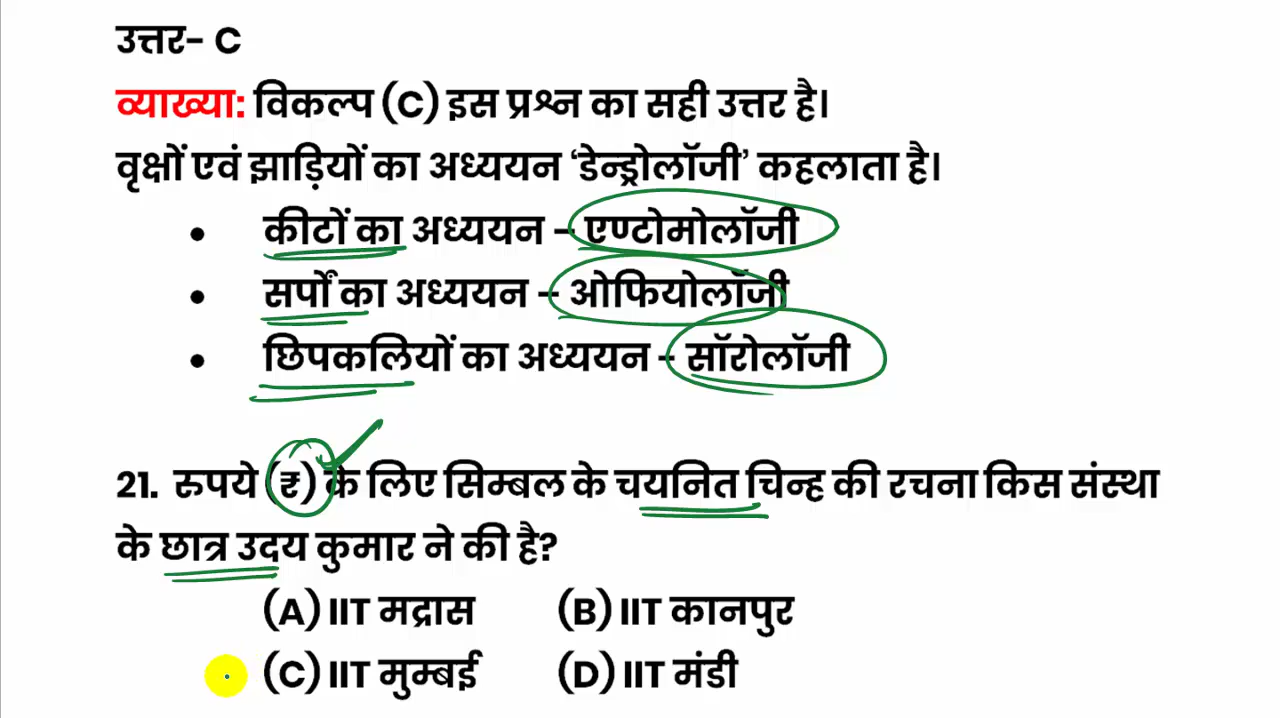 उत्तर- C
व्याख्या: विकल्प (C) इस प्रश्न का सही उत्तर है।
वृक्षों एवं झाड़ियों का अध्ययन ‘डेन्ड्रोलॉजी’ कहलाता है।
• कीटों का अध्ययन – एण्टोमोलॉजी
• सर्पों का अध्ययन – ओफियोलॉजी
• छिपकलियों का अध्ययन - सॉरोलॉजी
21. रुपये (₹) के लिए सिम्बल के चयनित चिन्ह की रचना किस संस्था
के छात्र उदय कुमार ने की है?
(A) IIT मद्रास (B) IIT कानपुर
(C) IIT मुम्बई (D) IIT मंडी